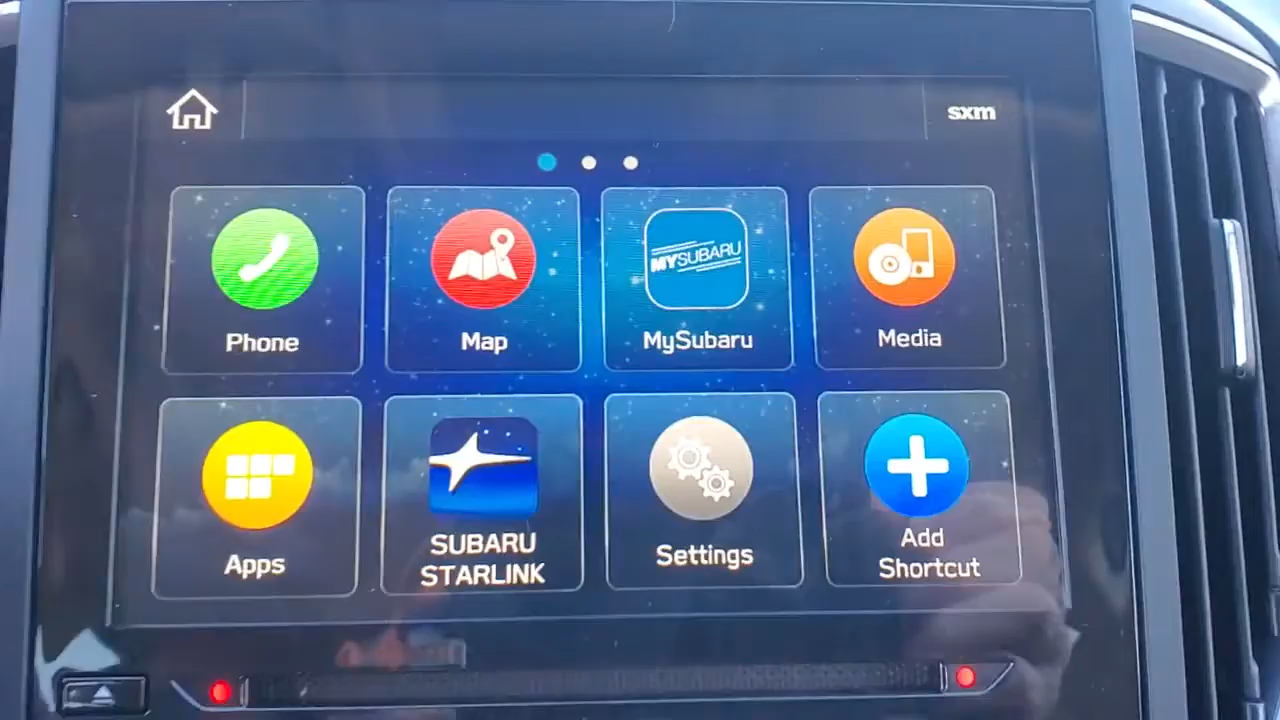 sxm
Phone
Map
MYSUBARU
MySubaru
Media
Apps
SUBARU
STARLINK
Settings
Add
Shortcut